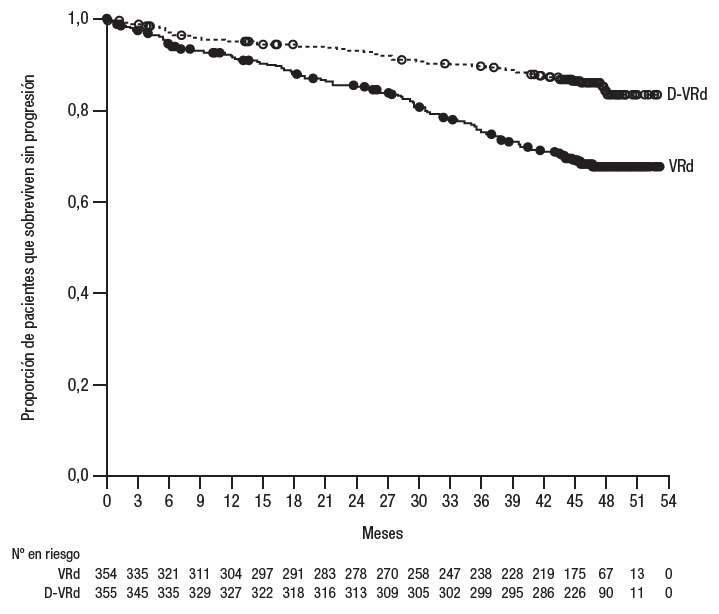 Proporción de pacientes que sobreviven sin progresión
1,0
0,8
0,6
0,4
0,2
0,0
D-VRd
VRd
0 3 6 9 12 15 18 21 24 27 30 33 36 39 42 45 48 51 54
Meses
Nº en riesgo
VRd 354 335 321 311 304 297 291 283 278 270 258 247 238 228 219 175 67 13 0
D-VRd 355 345 335 329 327 322 318 316 313 309 305 302 299 295 286 226 90 11 0